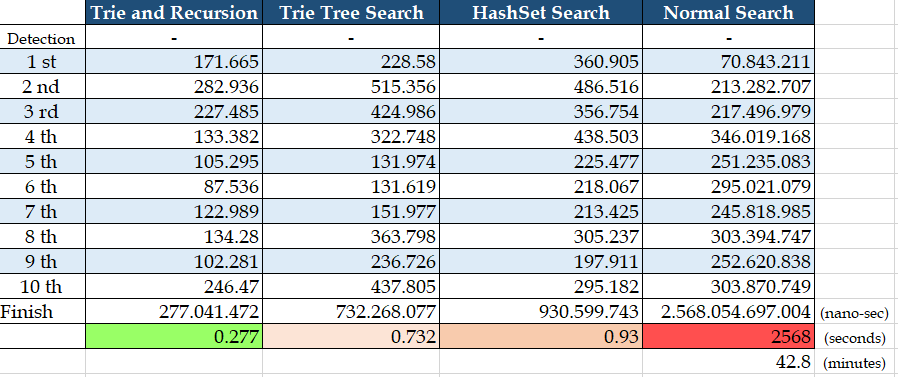 Trie and Recursion Trie Tree Search HashSet Search Normal Search
Detection - - - -
1 st 171.665 228.58 360.905 70.843.211
2 nd 282.936 515.356 486.516 213.282.707
3 rd 227.485 424.986 356.754 217.496.979
4 th 133.382 322.748 438.503 346.019.168
5 th 105.295 131.974 225.477 251.235.083
6 th 87.536 131.619 218.067 295.021.079
7 th 122.989 151.977 213.425 245.818.985
8 th 134.28 363.798 305.237 303.394.747
9 th 102.281 236.726 197.911 252.620.838
10 th 246.47 437.805 295.182 303.870.749
Finish 277.041.472 732.268.077 930.599.743 2.568.054.697.004 (nano-sec)
0.277 0.732 0.93 2568 (seconds)
42.8 (minutes)